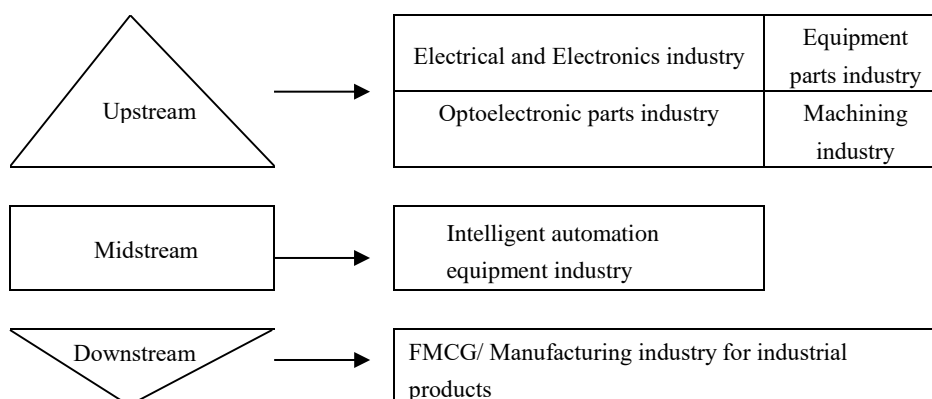 Upstream
Electrical and Electronics industry
Equipment
parts industry
Optoelectronic parts industry
Machining
industry
Midstream
Intelligent automation
equipment industry
Downstream
FMCG/ Manufacturing industry for industrial
products